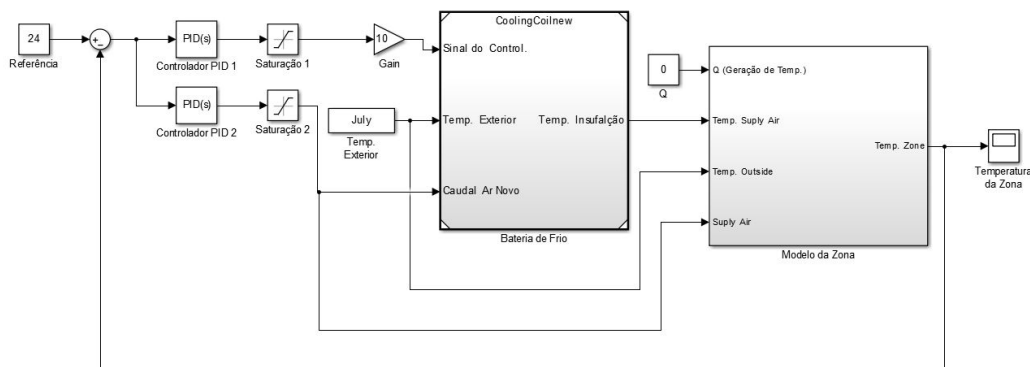 24
Referência
+
−
PID(s)
Controlador PID 1
Saturação 1
10
Gain
PID(s)
Controlador PID 2
Saturação 2
July
Temp.
Exterior
CoolingCoilnew
Sinal do Control.
Temp. Exterior
Temp. Insufalção
Caudal Ar Novo
Bateria de Frio
0
Q
Q (Geração de Temp.)
Temp. Suply Air
Temp. Zone
Temp. Outside
Suply Air
Modelo da Zona
Temperatura
da Zona